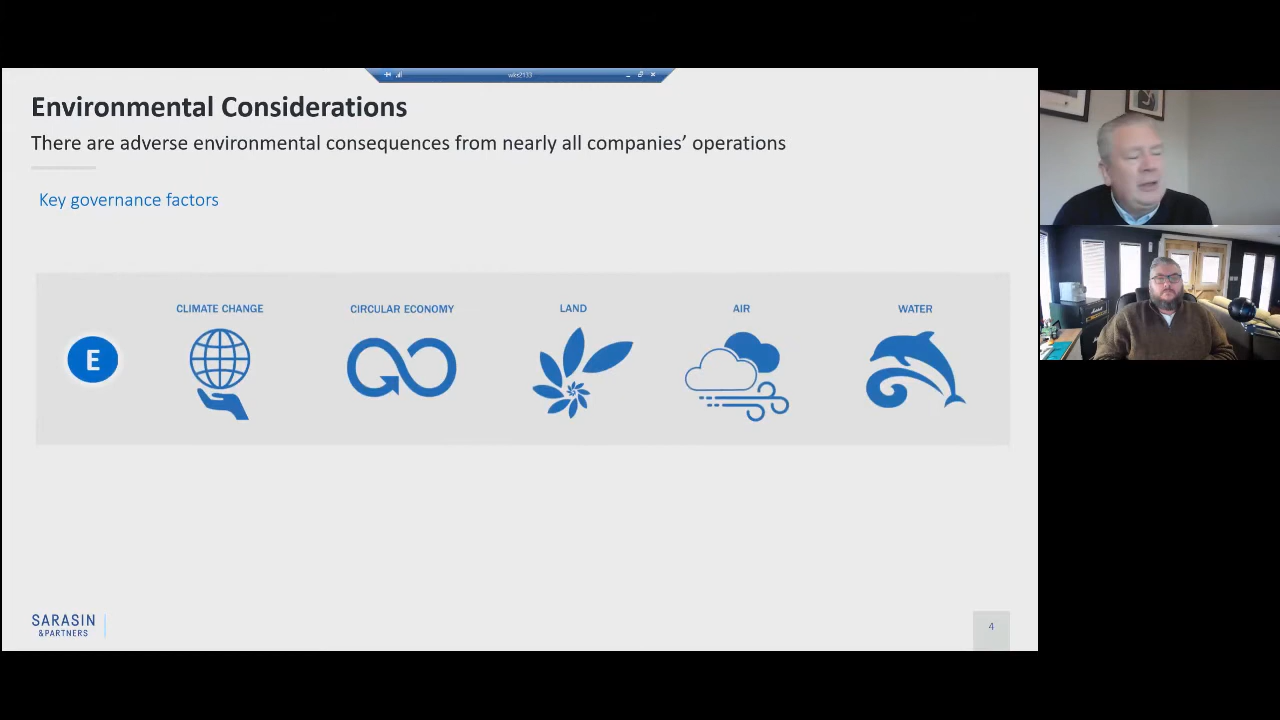 wks2133
Environmental Considerations
There are adverse environmental consequences from nearly all companies’ operations
Key governance factors
CLIMATE CHANGE
CIRCULAR ECONOMY
LAND
AIR
WATER
E
SARASIN
&PARTNERS
4